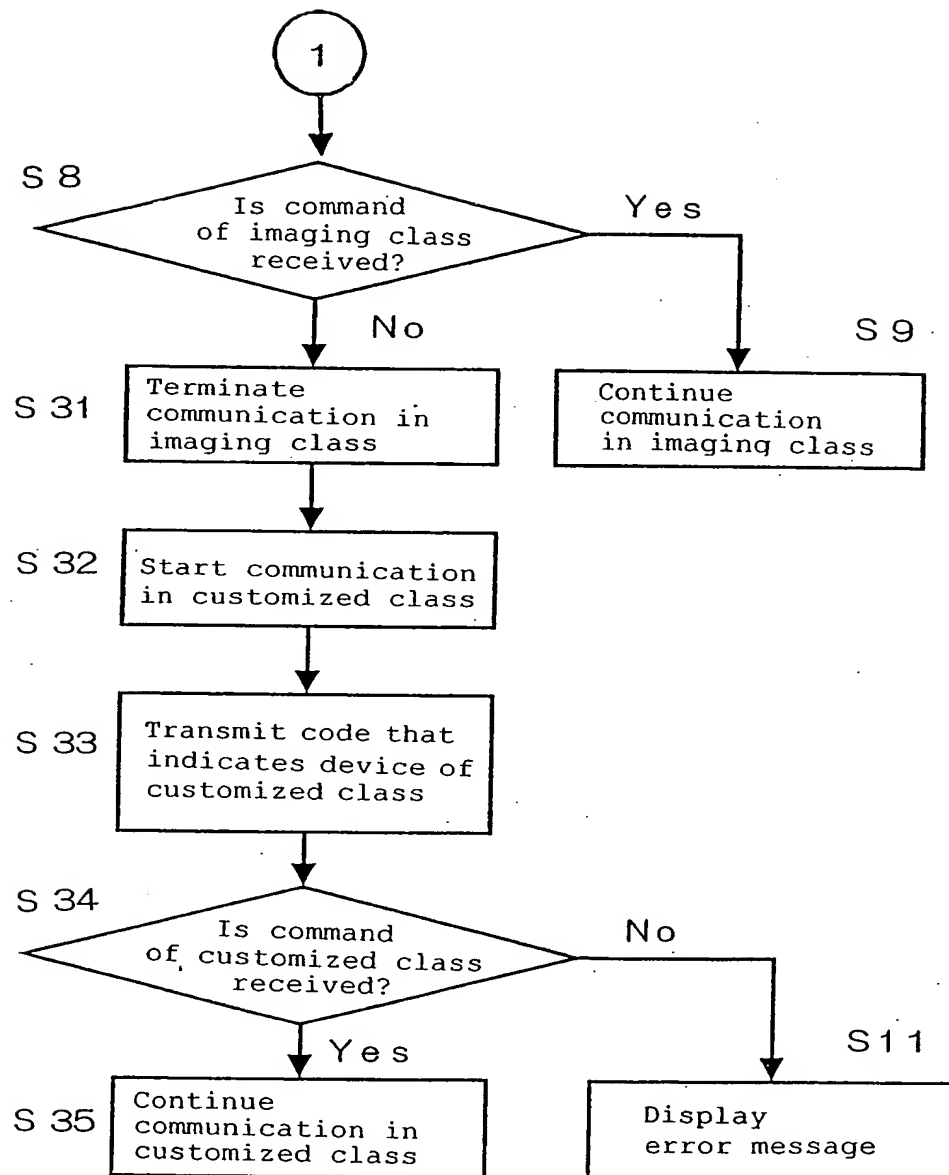 1
S 8
Is command
of imaging class
received?
Yes
No
S 9
S 31
Terminate
communication in
imaging class
Continue
communication
in imaging class
S 32
Start communication
in customized class
S 33
Transmit code that
indicates device of
customized class
S 34
Is command
of customized class
received?
No
Yes
S11
S 35
Continue
communication in
customized class
Display
error message